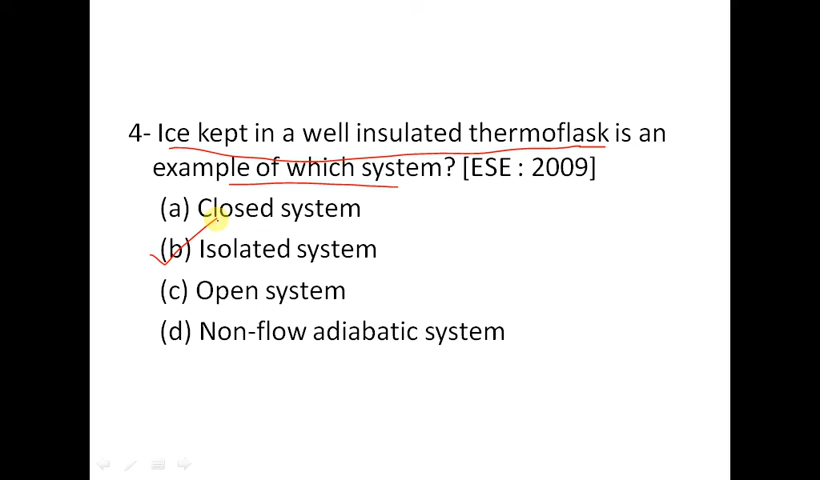 4- Ice kept in a well insulated thermoflask is an
example of which system? [ESE : 2009]
(a) Closed system
(b) Isolated system
(c) Open system
(d) Non-flow adiabatic system